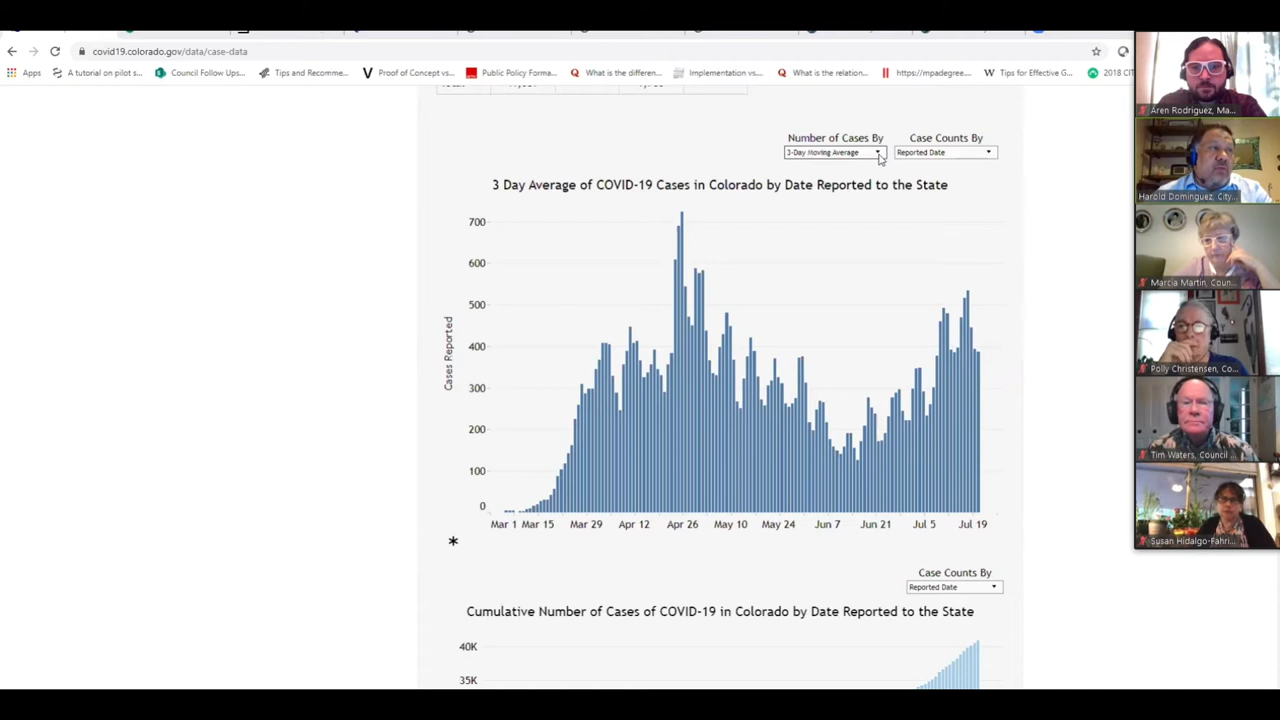 covid19.colorado.gov/data/case-data
Apps
A tutorial on pilot s...
Council Follow Ups...
Tips and Recomme...
Proof of Concept vs...
Public Policy Forma...
What is the differen...
Implementation vs...
What is the relation...
https://mpadegree...
Tips for Effective G...
2018 CIT
Number of Cases By
Case Counts By
3-Day Moving Average
Reported Date
3 Day Average of COVID-19 Cases in Colorado by Date Reported to the State
Cases Reported
700
600
500
400
300
200
100
0
Mar 1 Mar 15 Mar 29 Apr 12 Apr 26 May 10 May 24 Jun 7 Jun 21 Jul 5 Jul 19
*
Case Counts By
Reported Date
Cumulative Number of Cases of COVID-19 in Colorado by Date Reported to the State
40K
35K
Aren Rodriguez, Ma...
Harold Dominguez, City...
Marcia Martin, Coun...
Polly Christensen, Co...
Tim Waters, Council ...
Susan Hidalgo-Fahri...